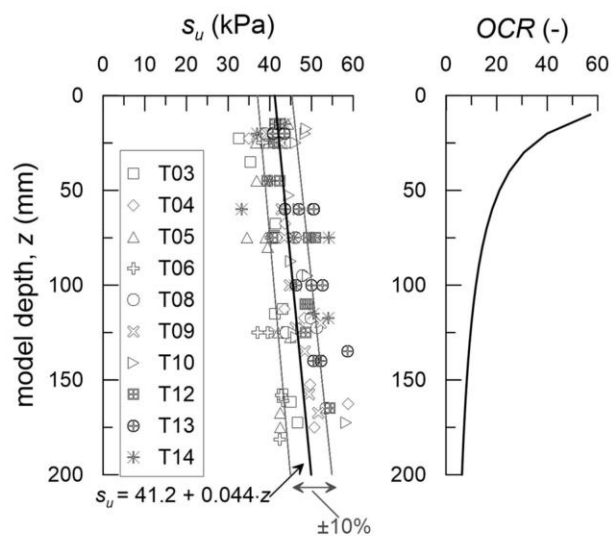 s_u (kPa)
OCR (-)
0 10 20 30 40 50 60
0 20 40 60
0
50
100
150
200
0
50
100
150
200
model depth, z (mm)
T03
T04
T05
T06
T08
T09
T10
T12
T13
T14
s_u = 41.2 + 0.044·z
±10%